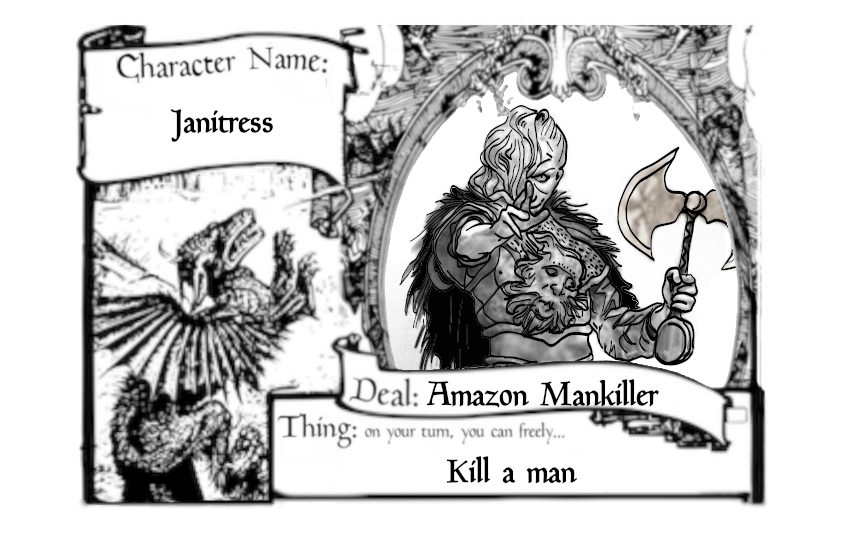 Character Name:
Janitress
Deal: Amazon Mankiller
Thing: on your turn, you can freely...
Kill a man